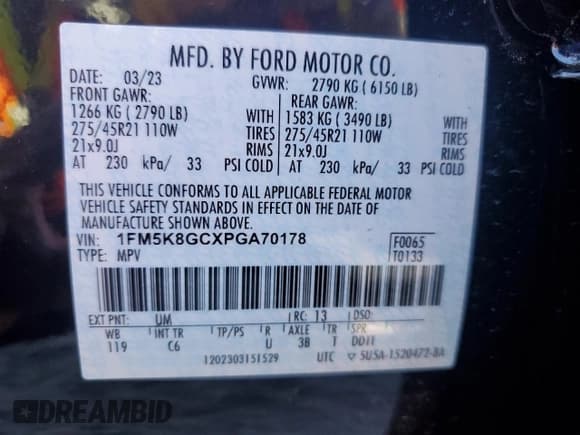 MFD. BY FORD MOTOR CO.
DATE: 03/23 GVWR: 2790 KG ( 6150 LB)
FRONT GAWR: REAR GAWR:
1266 KG ( 2790 LB) WITH 1583 KG ( 3490 LB) WITH
275/45R21 110W TIRES 275/45R21 110W TIRES
21x9.0J RIMS 21x9.0J RIMS
AT 230 kPa/ 33 PSI COLD AT 230 kPa/ 33 PSI COLD
THIS VEHICLE CONFORMS TO ALL APPLICABLE FEDERAL MOTOR
VEHICLE SAFETY STANDARDS IN EFFECT ON THE DATE OF
MANUFACTURE SHOWN ABOVE.
VIN: 1FM5K8GCXPGA70178 F0065
TYPE: MPV T0133
EXT PNT: UM RC: 13 DSO:
WB INT TR TP/PS R AXLE TR SPR
119 C6 U 3B T DD11
1202303151529 UTC ▽ 5U5A-1520472-BA
DREAMBID